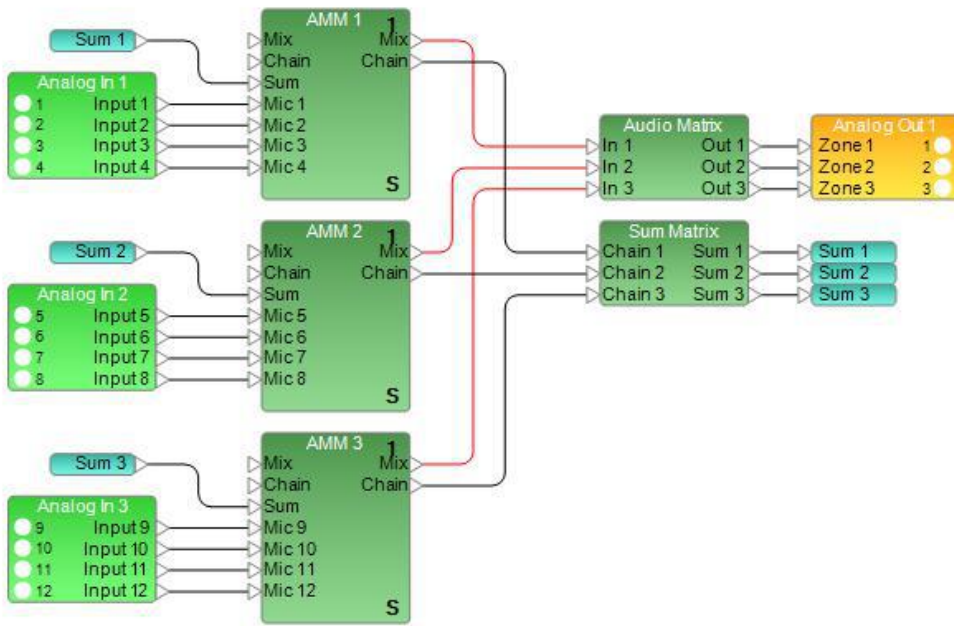 Sum 1
Analog In 1
1 Input 1
2 Input 2
3 Input 3
4 Input 4
AMM 1 1
Mix Mix
Chain Chain
Sum
Mic 1
Mic 2
Mic 3
Mic 4
S
Sum 2
Analog In 2
5 Input 5
6 Input 6
7 Input 7
8 Input 8
AMM 2 1
Mix Mix
Chain Chain
Sum
Mic 5
Mic 6
Mic 7
Mic 8
S
Sum 3
Analog In 3
9 Input 9
10 Input 10
11 Input 11
12 Input 12
AMM 3 1
Mix Mix
Chain Chain
Sum
Mic 9
Mic 10
Mic 11
Mic 12
S
Audio Matrix
In 1 Out 1
In 2 Out 2
In 3 Out 3
Analog Out 1
Zone 1 1
Zone 2 2
Zone 3 3
Sum Matrix
Chain 1 Sum 1
Chain 2 Sum 2
Chain 3 Sum 3
Sum 1
Sum 2
Sum 3